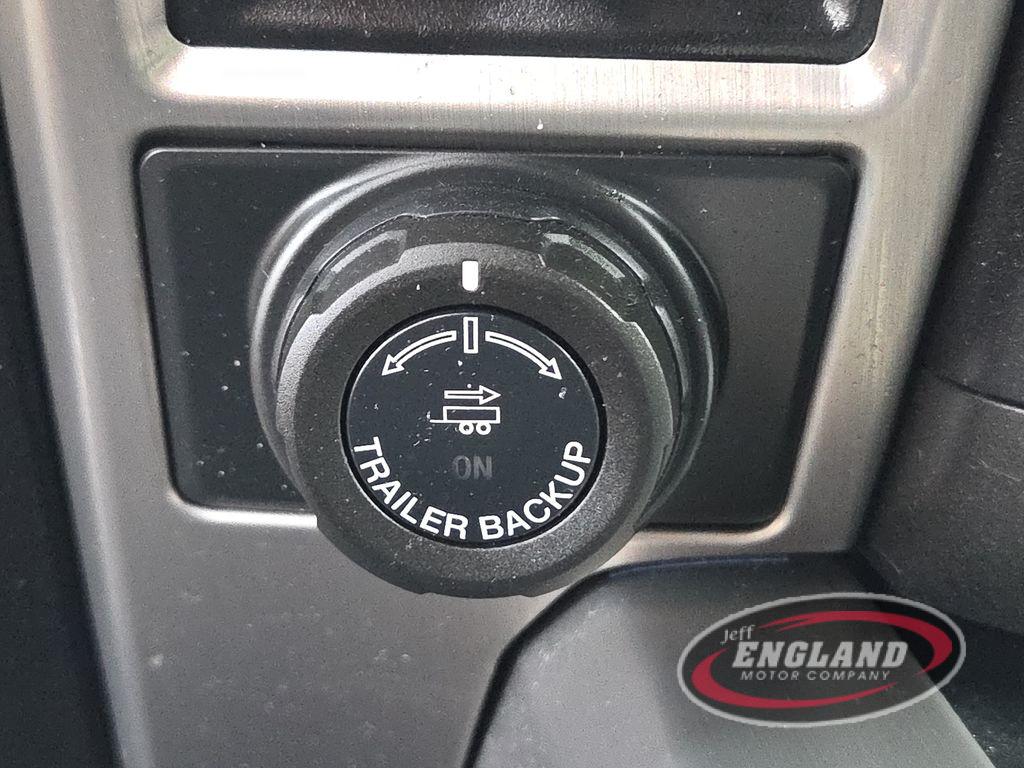 ON
TRAILER BACKUP
Jeff
ENGLAND
MOTOR COMPANY